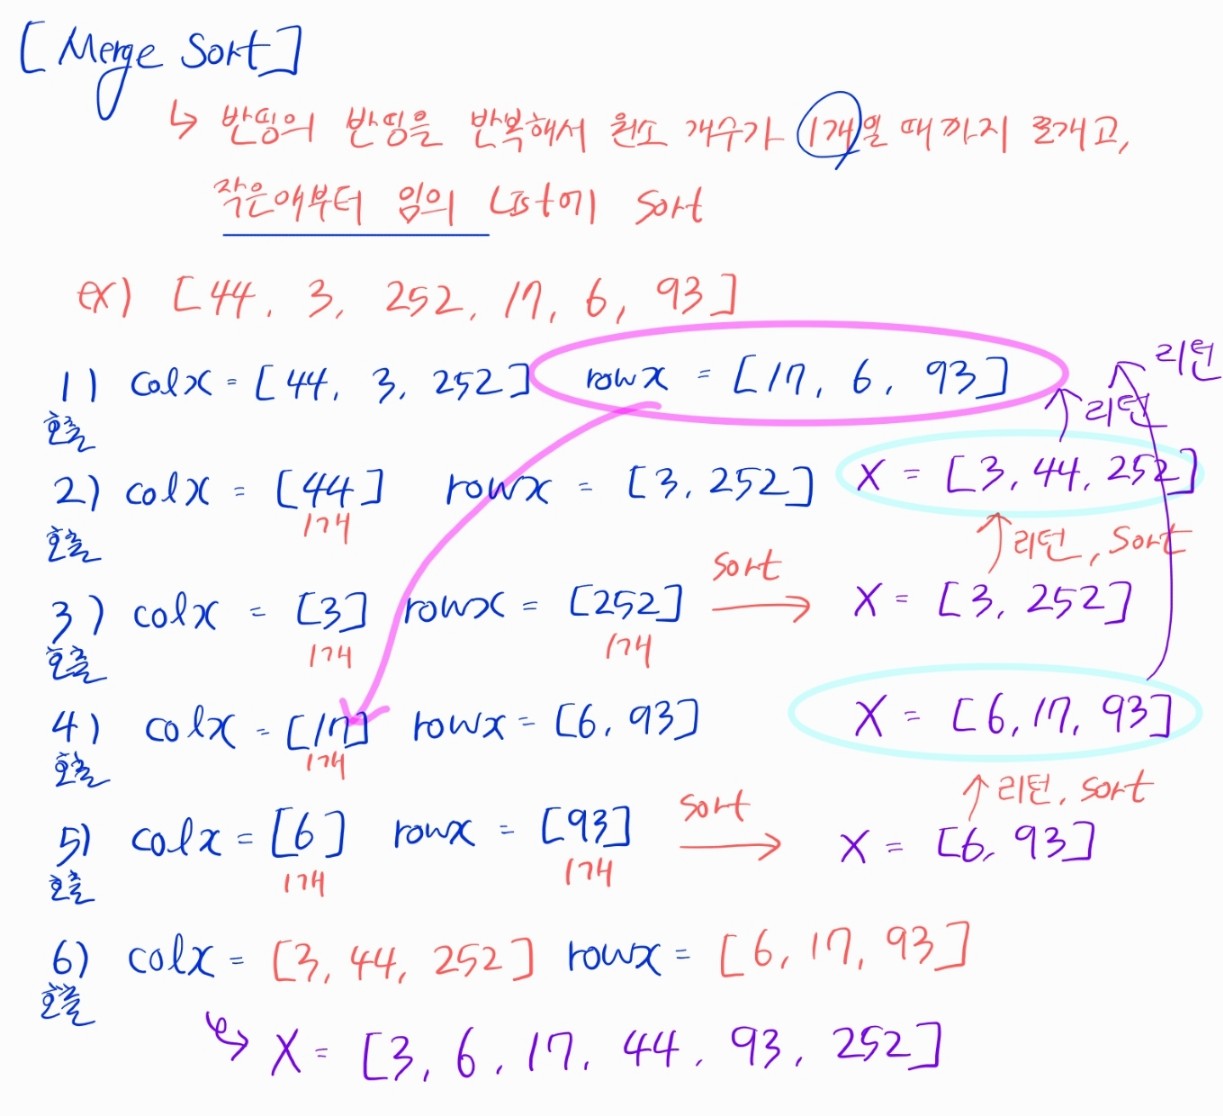 [Merge Sort]
↳ 반띵의 반띵을 반복해서 원소 개수가 1개일 때까지 쪼개고,
작은애부터 임의 List에 Sort
ex) [44, 3, 252, 17, 6, 93]
리턴
1) colx = [44, 3, 252] rowx = [17, 6, 93]
호출 ↑리턴
2) colx = [44] rowx = [3, 252] X = [3, 44, 252]
호출 1개 ↑리턴, Sort
3) colx = [3] rowx = [252] Sort → X = [3, 252]
호출 1개 1개
4) colx = [17] rowx = [6, 93] X = [6, 17, 93]
호출 1개 ↑리턴, Sort
5) colx = [6] rowx = [93] Sort → X = [6, 93]
호출 1개 1개
6) colx = [3, 44, 252] rowx = [6, 17, 93]
호출
↳ X = [3, 6, 17, 44, 93, 252]